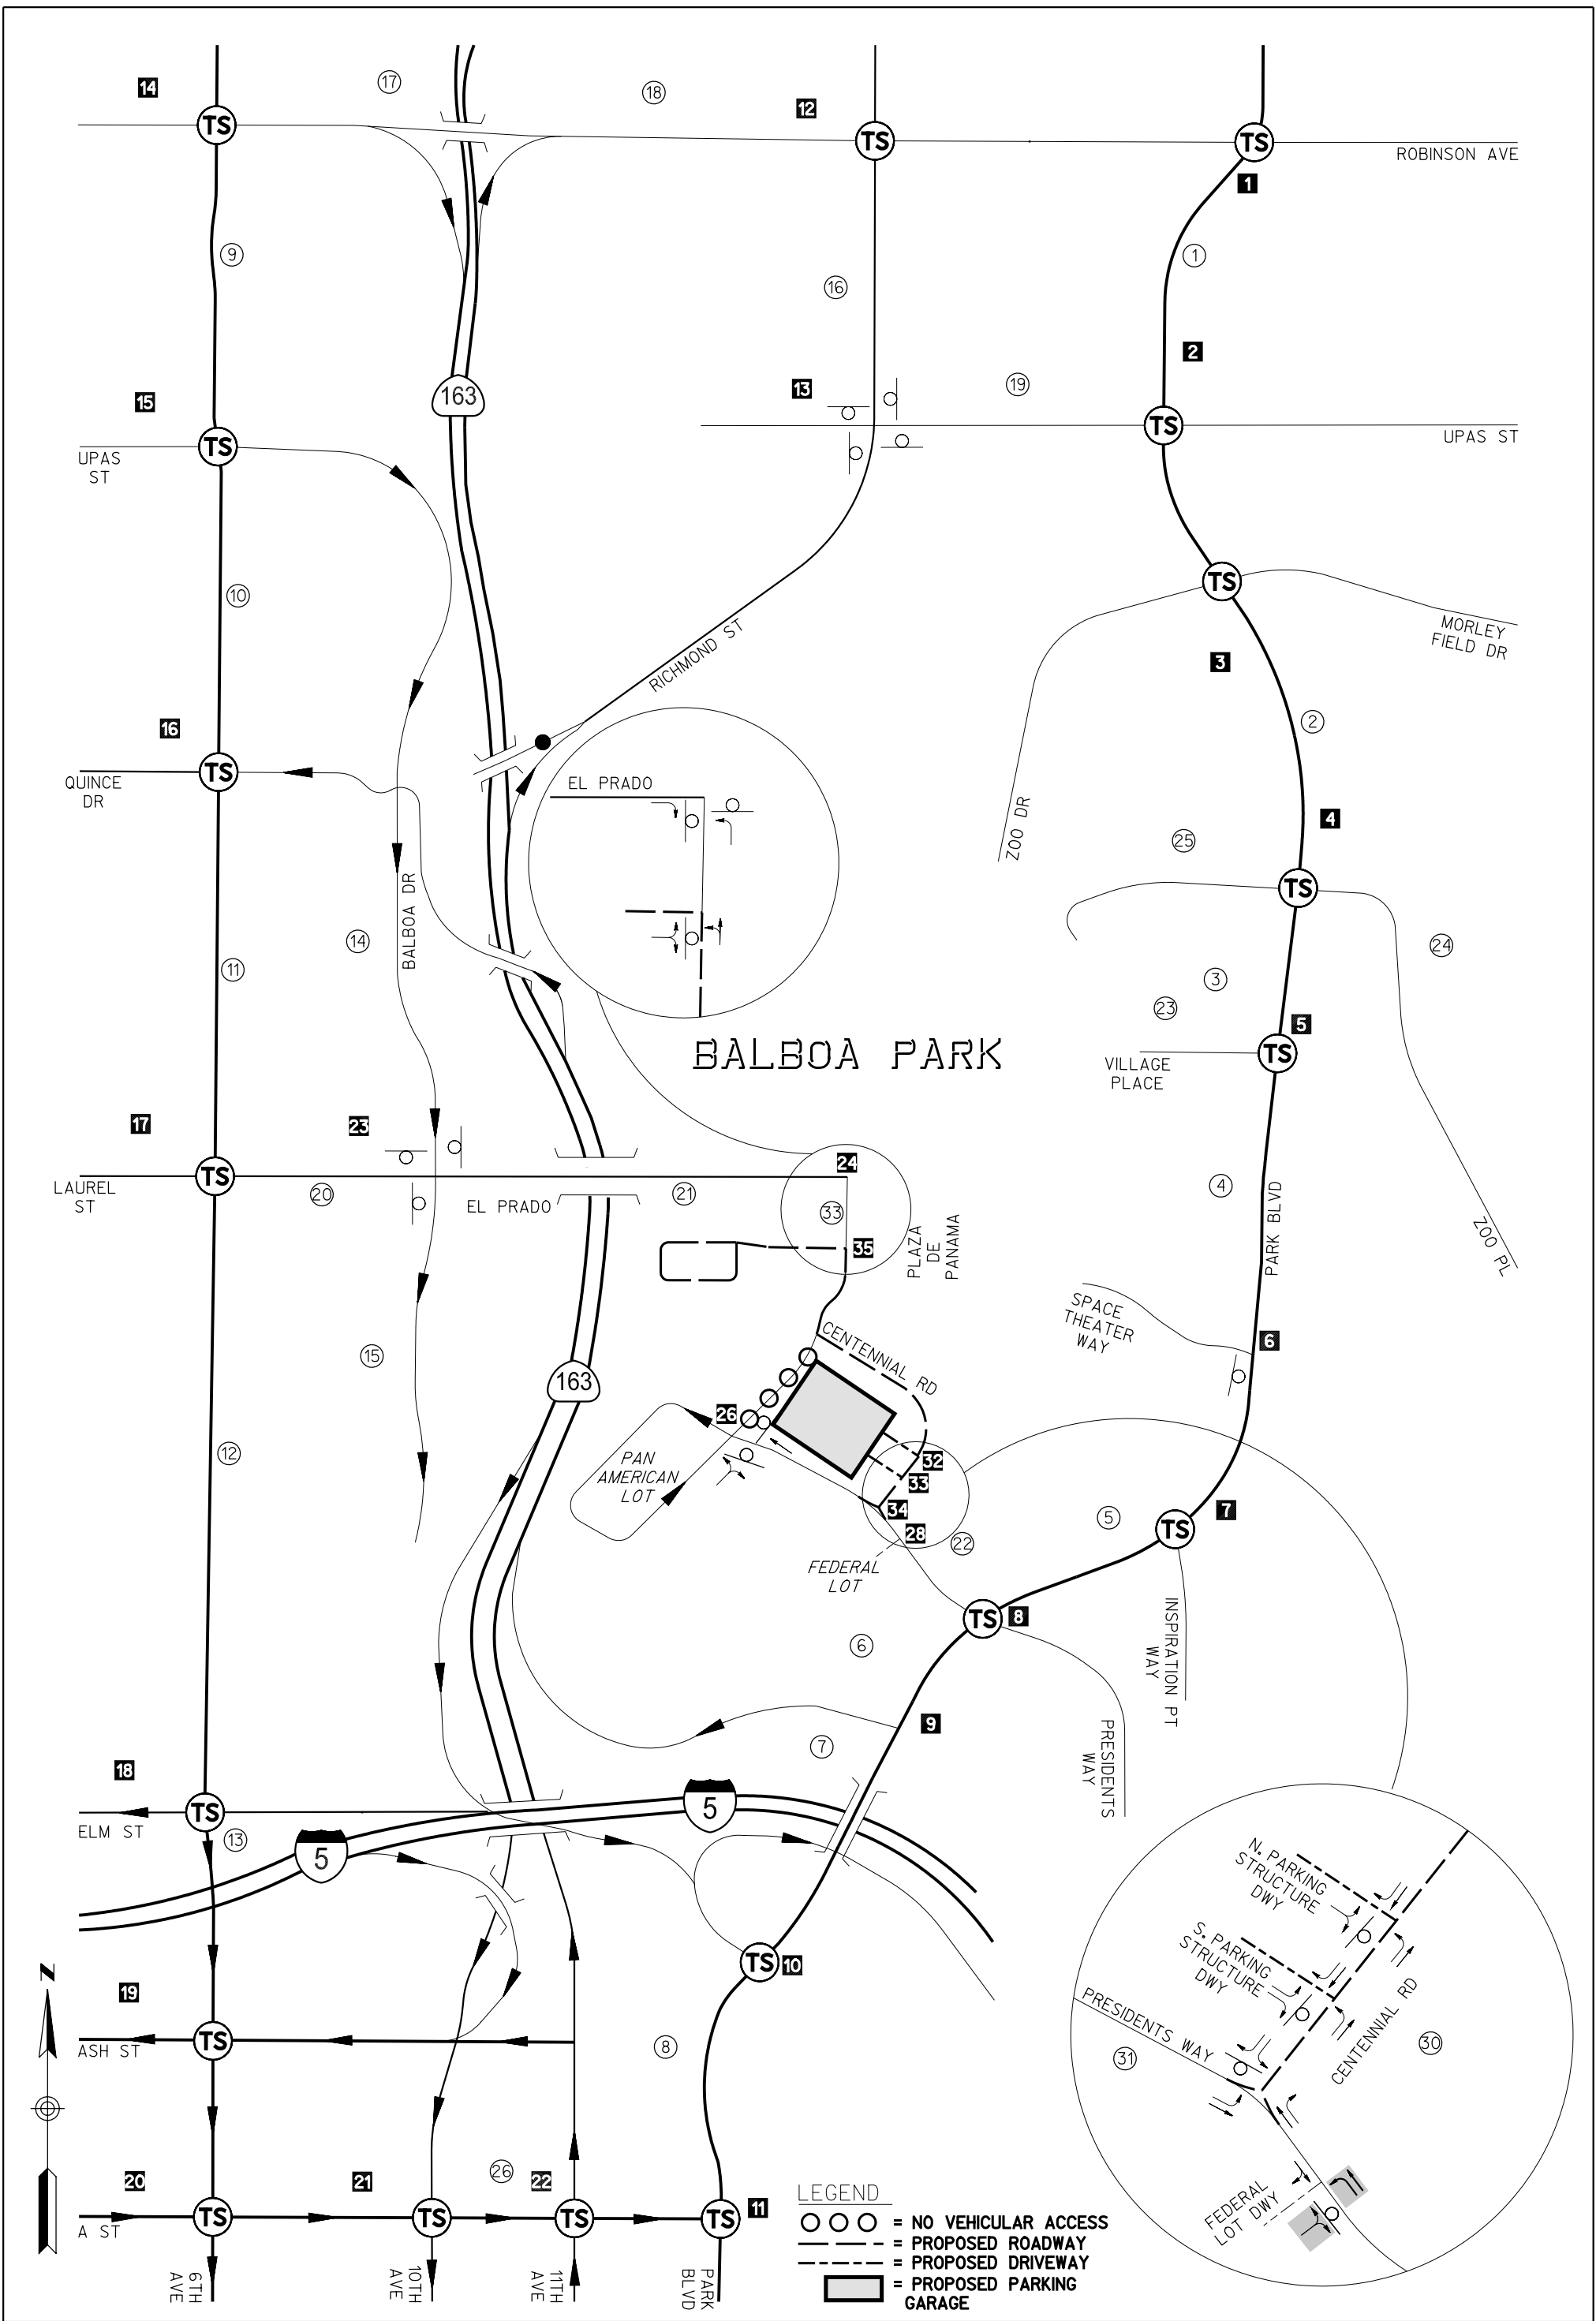 14
17
18
12
TS
TS
TS
ROBINSON AVE
1
9
1
16
2
163
13
19
15
TS
TS
UPAS
ST
UPAS ST
10
TS
MORLEY
FIELD DR
RICHMOND ST
3
2
16
TS
QUINCE
DR
EL PRADO
ZOO DR
4
25
TS
BALBOA DR
14
24
11
3
23
5
BALBOA PARK
TS
VILLAGE
PLACE
17
23
24
TS
LAUREL
ST
20
EL PRADO
21
33
4
PARK BLVD
PLAZA
DE
PANAMA
35
ZOO PL
SPACE
THEATER
WAY
6
CENTENNIAL RD
15
163
26
12
PAN
AMERICAN
LOT
32
33
34
28
22
5
7
TS
FEDERAL
LOT
TS
8
INSPIRATION PT
WAY
6
9
7
PRESIDENTS
WAY
18
TS
ELM ST
13
5
5
N. PARKING
STRUCTURE
DWY
S. PARKING
STRUCTURE
DWY
TS
10
N
19
TS
ASH ST
8
PRESIDENTS WAY
31
CENTENNIAL RD
30
20
21
26
22
11
TS
TS
TS
TS
A ST
FEDERAL
LOT DWY
6TH
AVE
10TH
AVE
11TH
AVE
PARK
BLVD
LEGEND
= NO VEHICULAR ACCESS
= PROPOSED ROADWAY
= PROPOSED DRIVEWAY
= PROPOSED PARKING
GARAGE